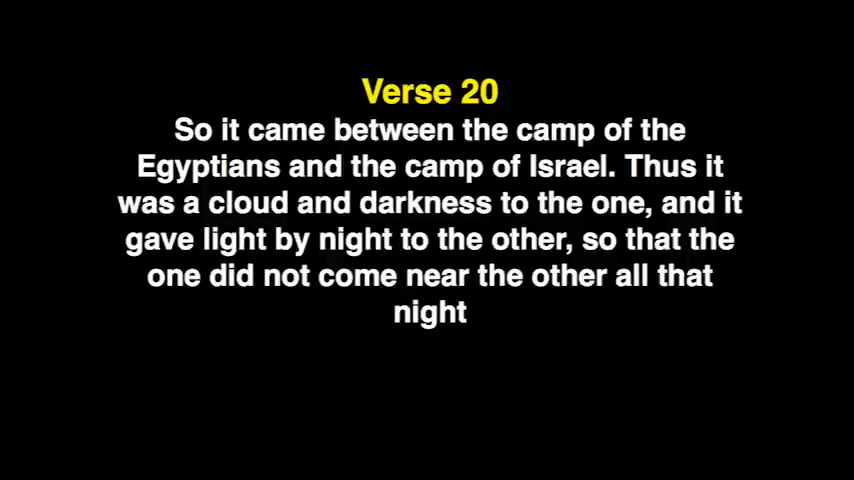 Verse 20
So it came between the camp of the
Egyptians and the camp of Israel. Thus it
was a cloud and darkness to the one, and it
gave light by night to the other, so that the
one did not come near the other all that
night